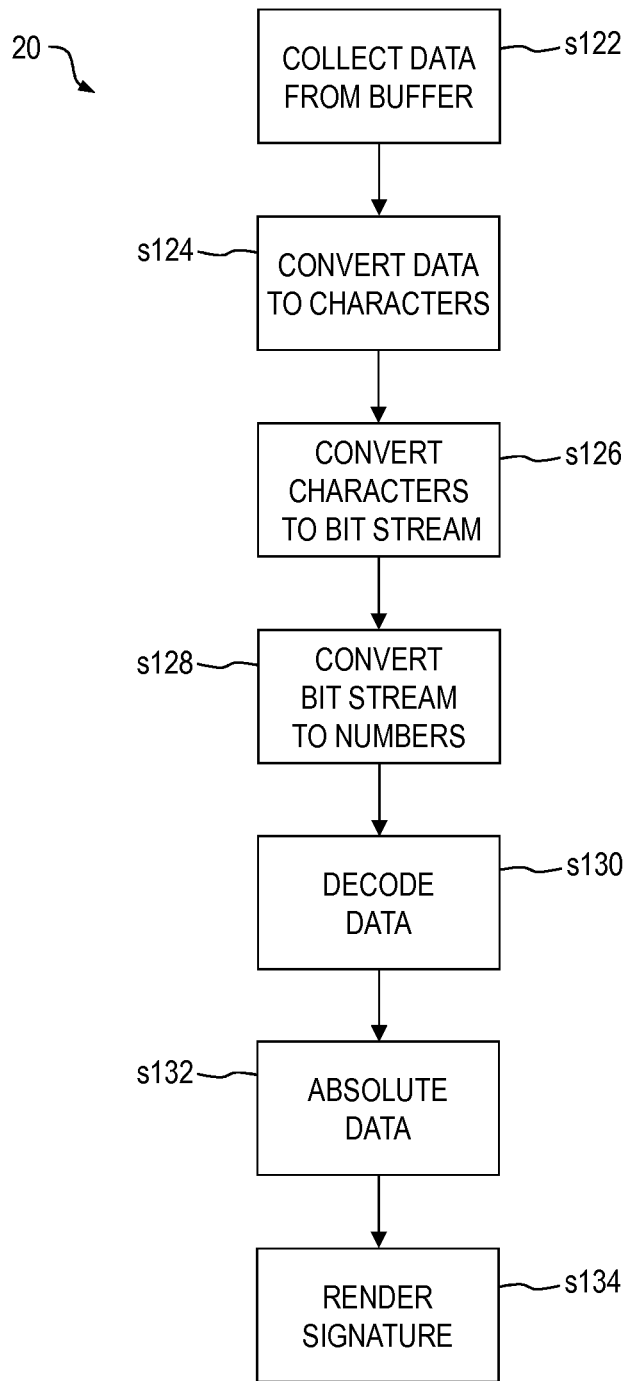 20
COLLECT DATA
FROM BUFFER
s122
s124
CONVERT DATA
TO CHARACTERS
CONVERT
CHARACTERS
TO BIT STREAM
s126
s128
CONVERT
BIT STREAM
TO NUMBERS
DECODE
DATA
s130
s132
ABSOLUTE
DATA
RENDER
SIGNATURE
s134